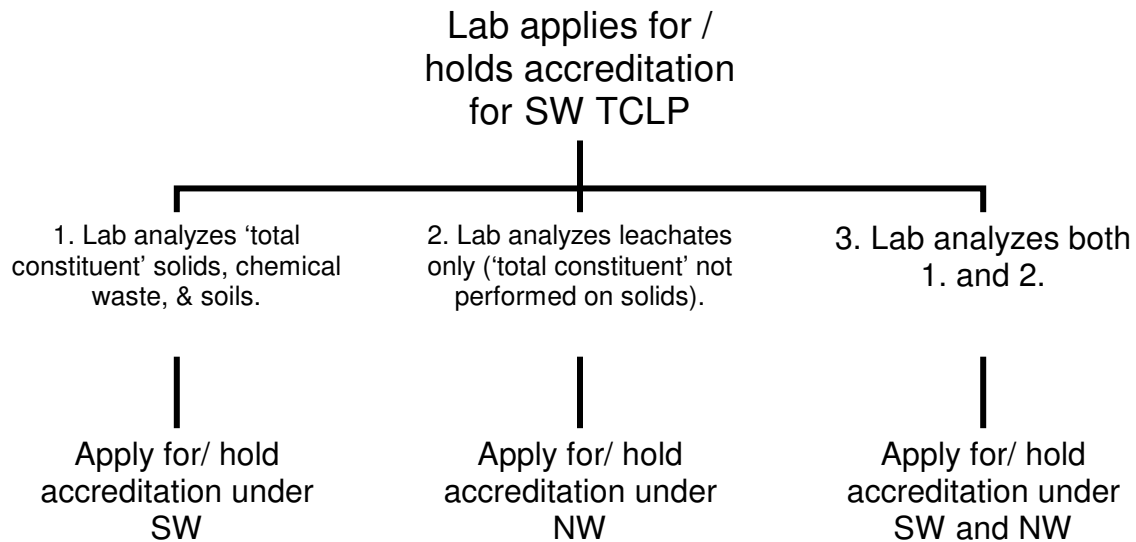 Lab applies for /
holds accreditation
for SW TCLP
1. Lab analyzes ‘total
constituent’ solids, chemical
waste, & soils.
2. Lab analyzes leachates
only (‘total constituent’ not
performed on solids).
3. Lab analyzes both
1. and 2.
Apply for/ hold
accreditation under
SW
Apply for/ hold
accreditation under
NW
Apply for/ hold
accreditation under
SW and NW